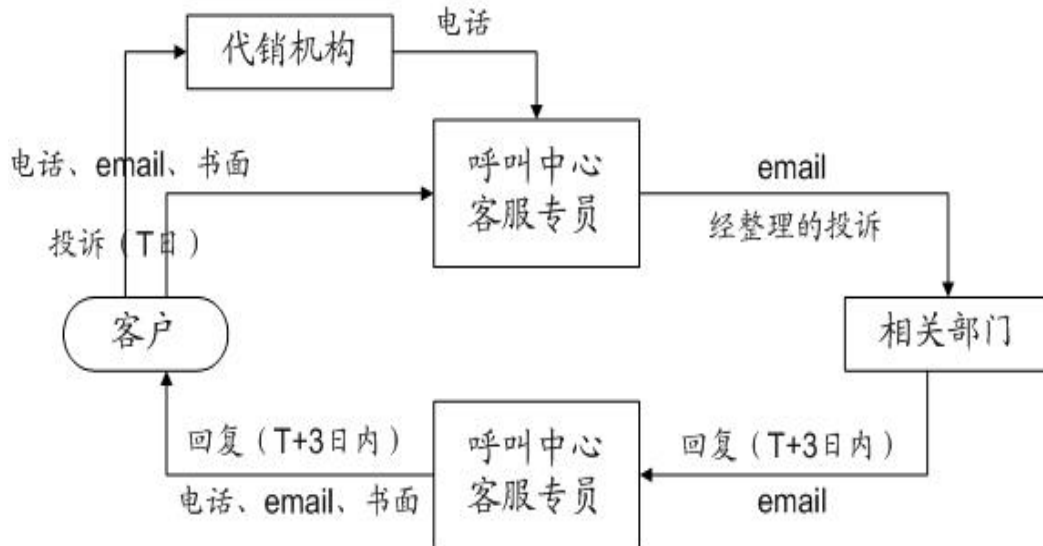 电话
代销机构
呼叫中心
客服专员
电话、email、书面
email
投诉（T日）
经整理的投诉
客户
相关部门
回复（T+3日内）
电话、email、书面
呼叫中心
客服专员
回复（T+3日内）
email